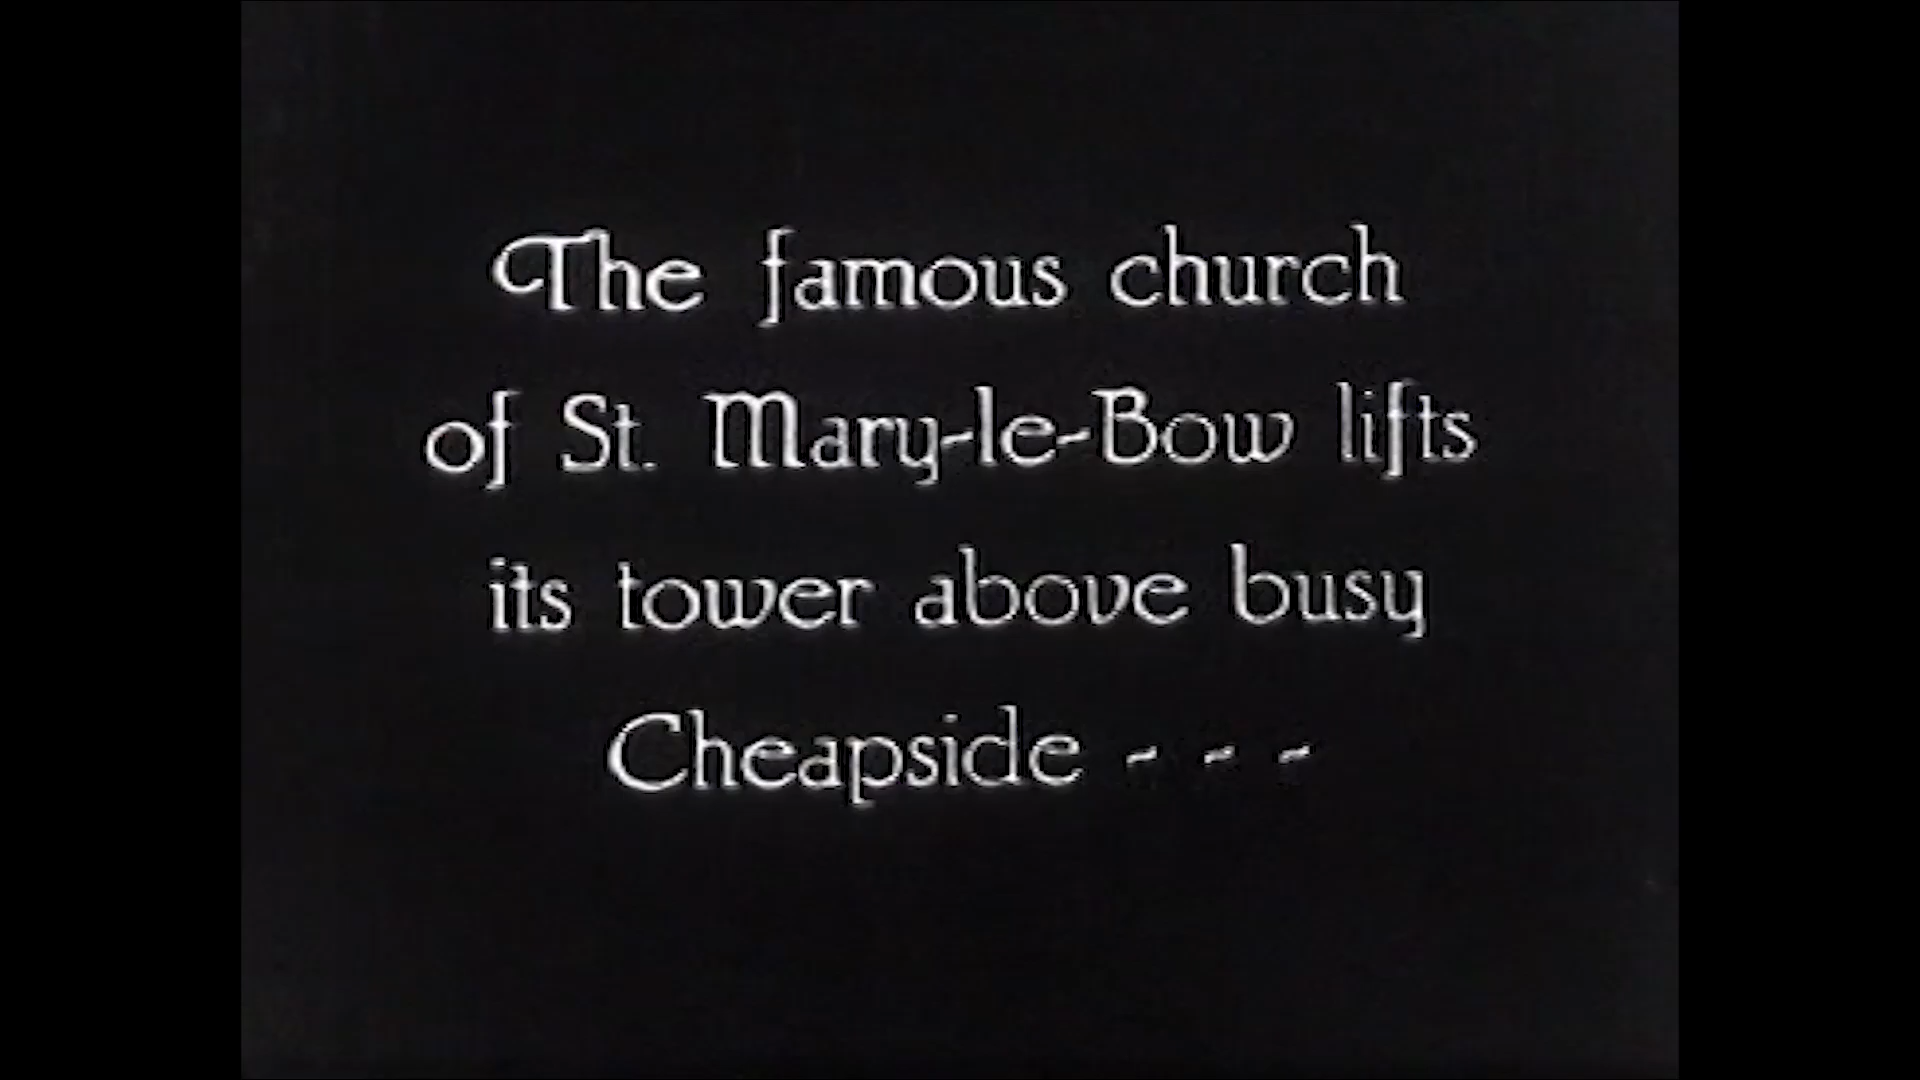 The famous church
of St. Mary-le-Bow lifts
its tower above busy
Cheapside - - -